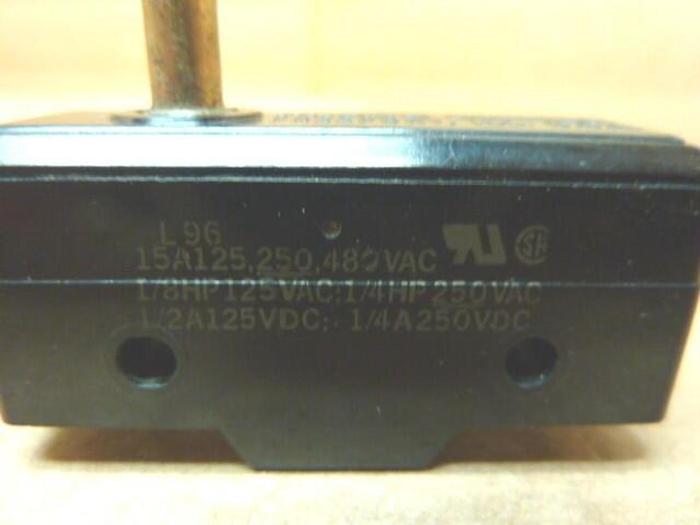 L96
15A125,250,480VAC
1/8HP125VAC;1/4HP250VAC
1/2A125VDC; 1/4A250VDC